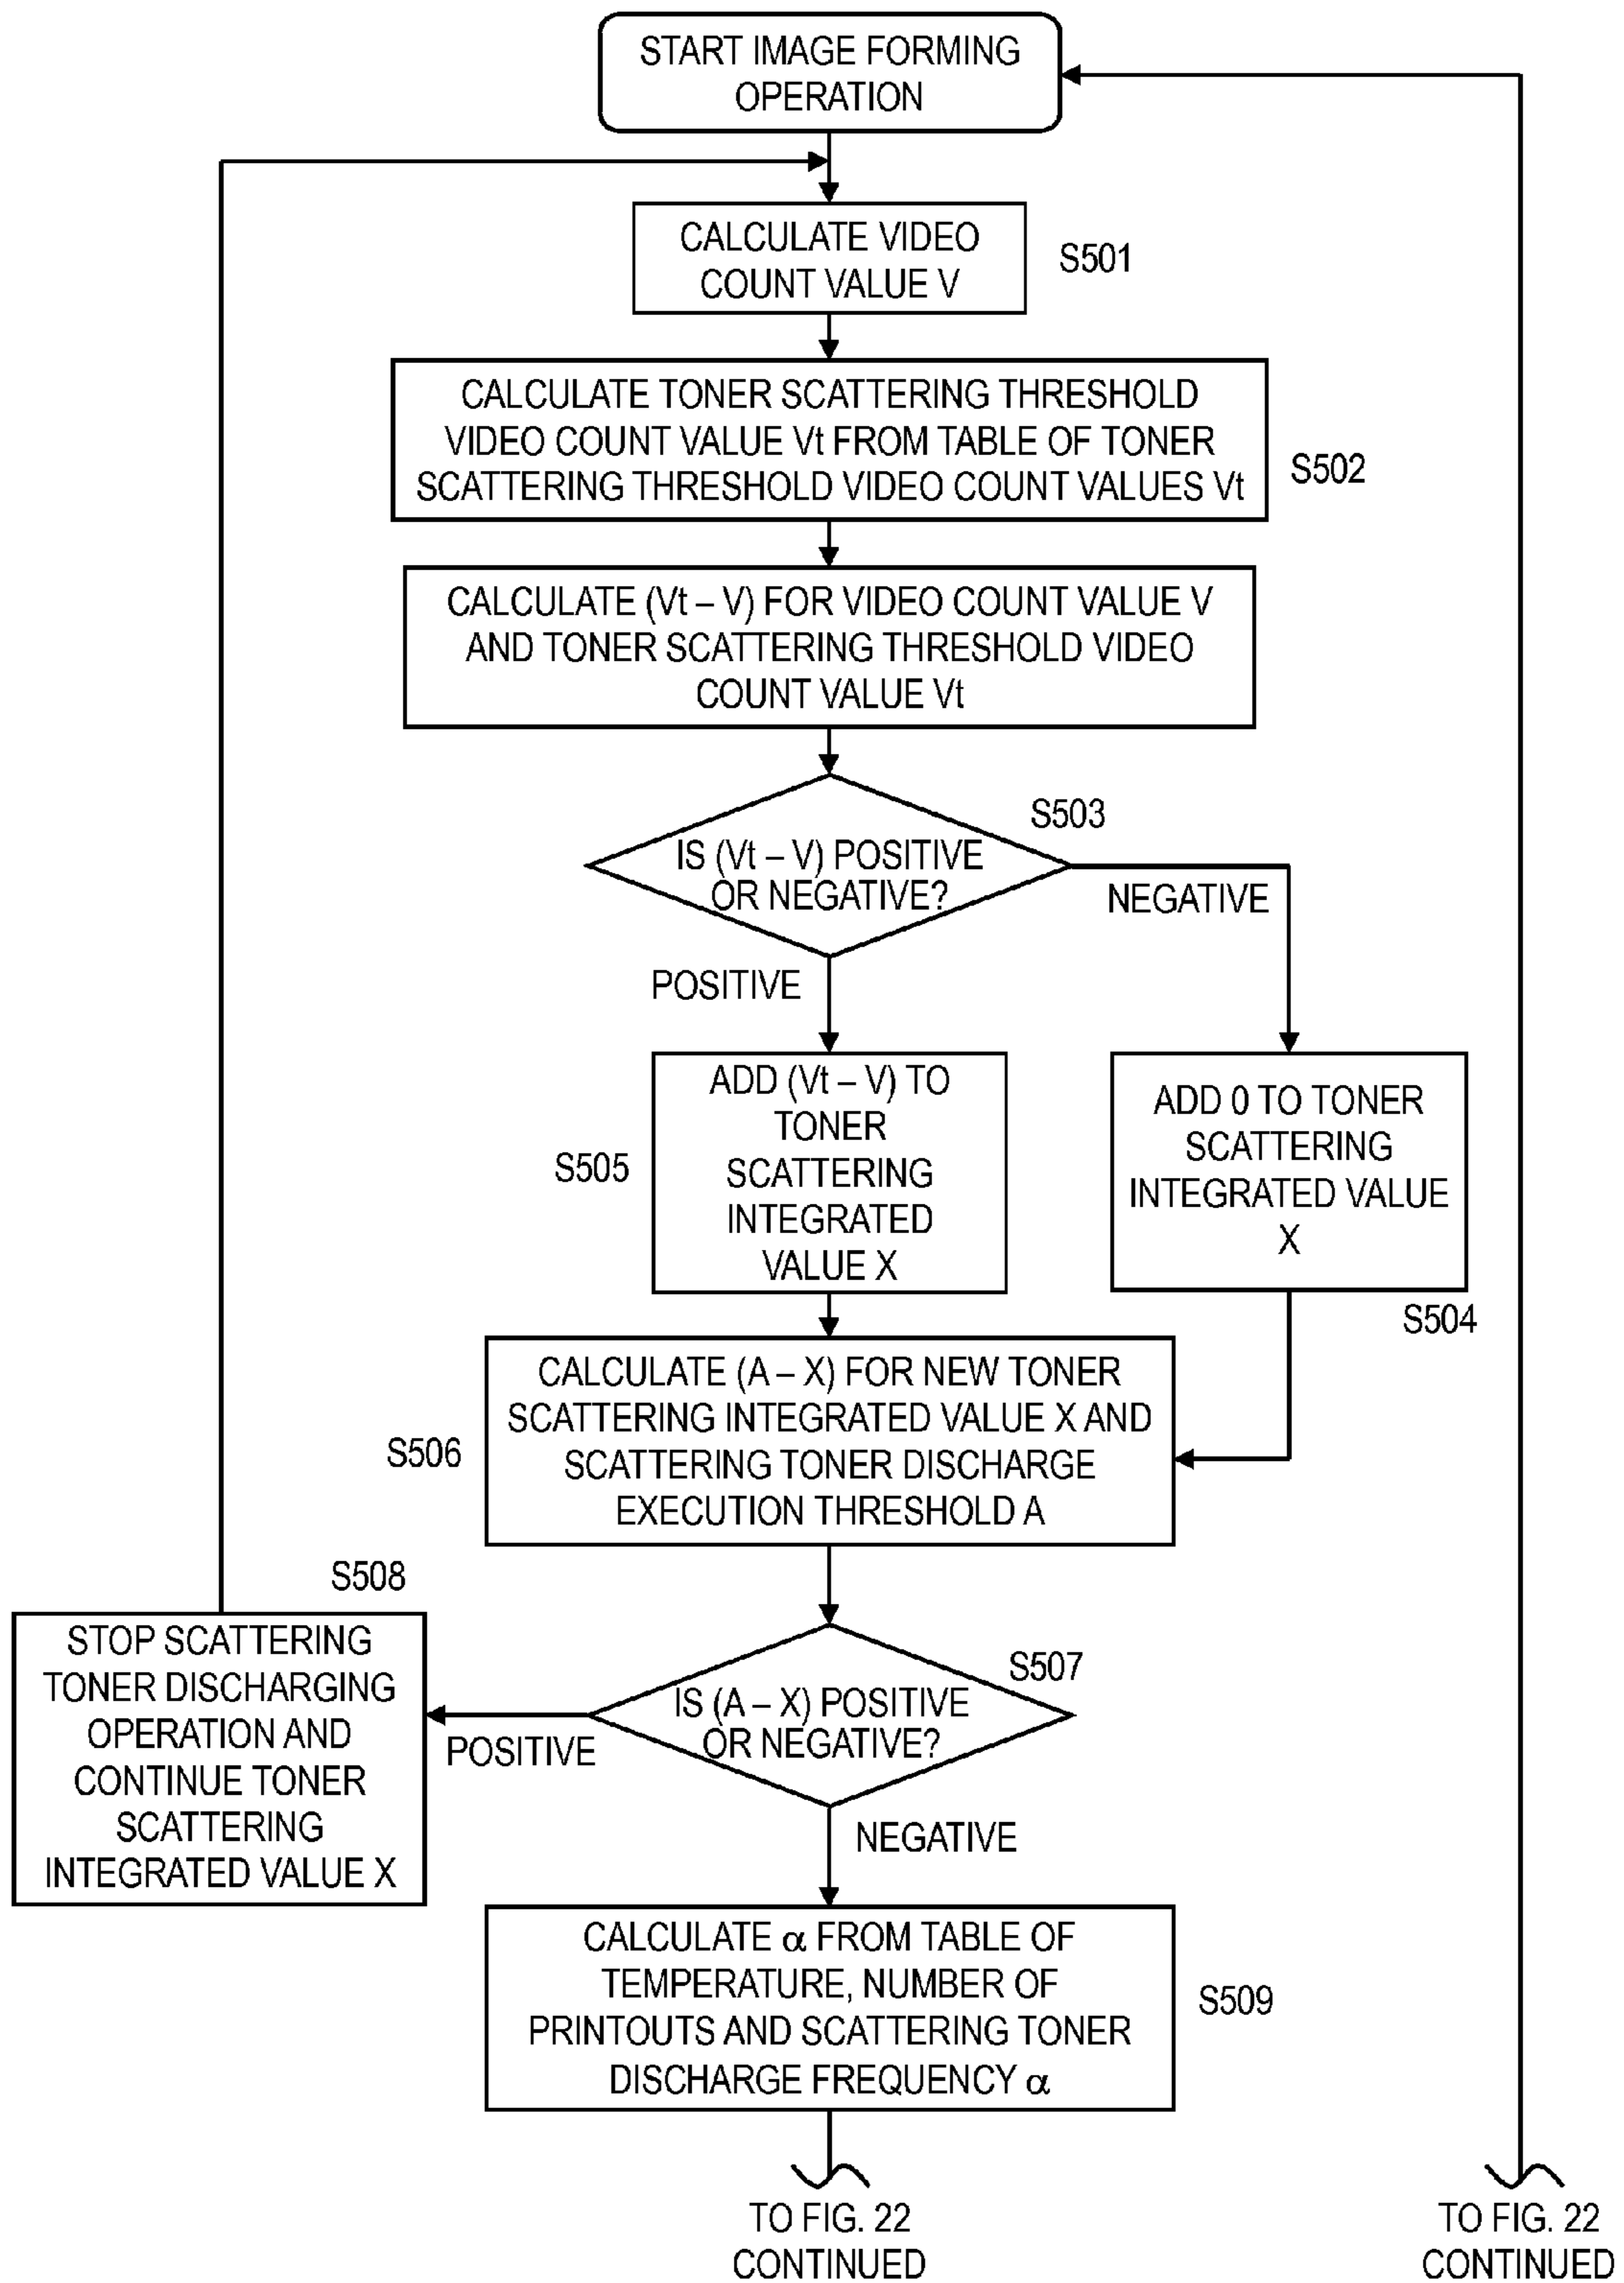 START IMAGE FORMING
OPERATION
CALCULATE VIDEO
COUNT VALUE V
S501
CALCULATE TONER SCATTERING THRESHOLD
VIDEO COUNT VALUE Vt FROM TABLE OF TONER
SCATTERING THRESHOLD VIDEO COUNT VALUES Vt
S502
CALCULATE (Vt – V) FOR VIDEO COUNT VALUE V
AND TONER SCATTERING THRESHOLD VIDEO
COUNT VALUE Vt
S503
IS (Vt – V) POSITIVE
OR NEGATIVE?
NEGATIVE
POSITIVE
ADD (Vt – V) TO
TONER
SCATTERING
INTEGRATED
VALUE X
S505
ADD 0 TO TONER
SCATTERING
INTEGRATED VALUE
X
S504
CALCULATE (A – X) FOR NEW TONER
SCATTERING INTEGRATED VALUE X AND
SCATTERING TONER DISCHARGE
EXECUTION THRESHOLD A
S506
S508
STOP SCATTERING
TONER DISCHARGING
OPERATION AND
CONTINUE TONER
SCATTERING
INTEGRATED VALUE X
S507
IS (A – X) POSITIVE
OR NEGATIVE?
POSITIVE
NEGATIVE
CALCULATE α FROM TABLE OF
TEMPERATURE, NUMBER OF
PRINTOUTS AND SCATTERING TONER
DISCHARGE FREQUENCY α
S509
TO FIG. 22
CONTINUED
TO FIG. 22
CONTINUED